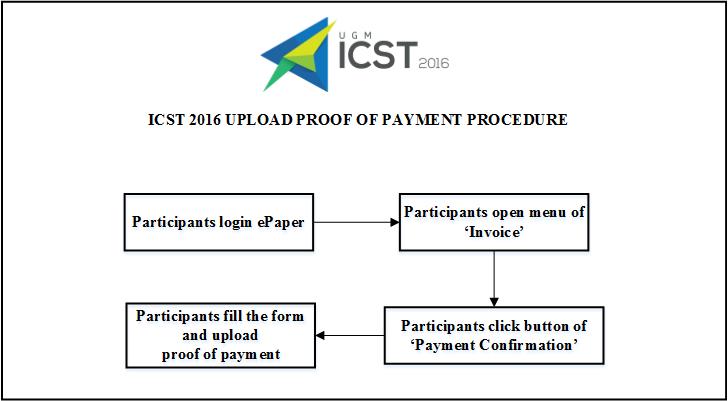 UGM
ICST 2016
ICST 2016 UPLOAD PROOF OF PAYMENT PROCEDURE
Participants login ePaper
Participants open menu of
‘Invoice’
Participants click button of
‘Payment Confirmation’
Participants fill the form
and upload
proof of payment